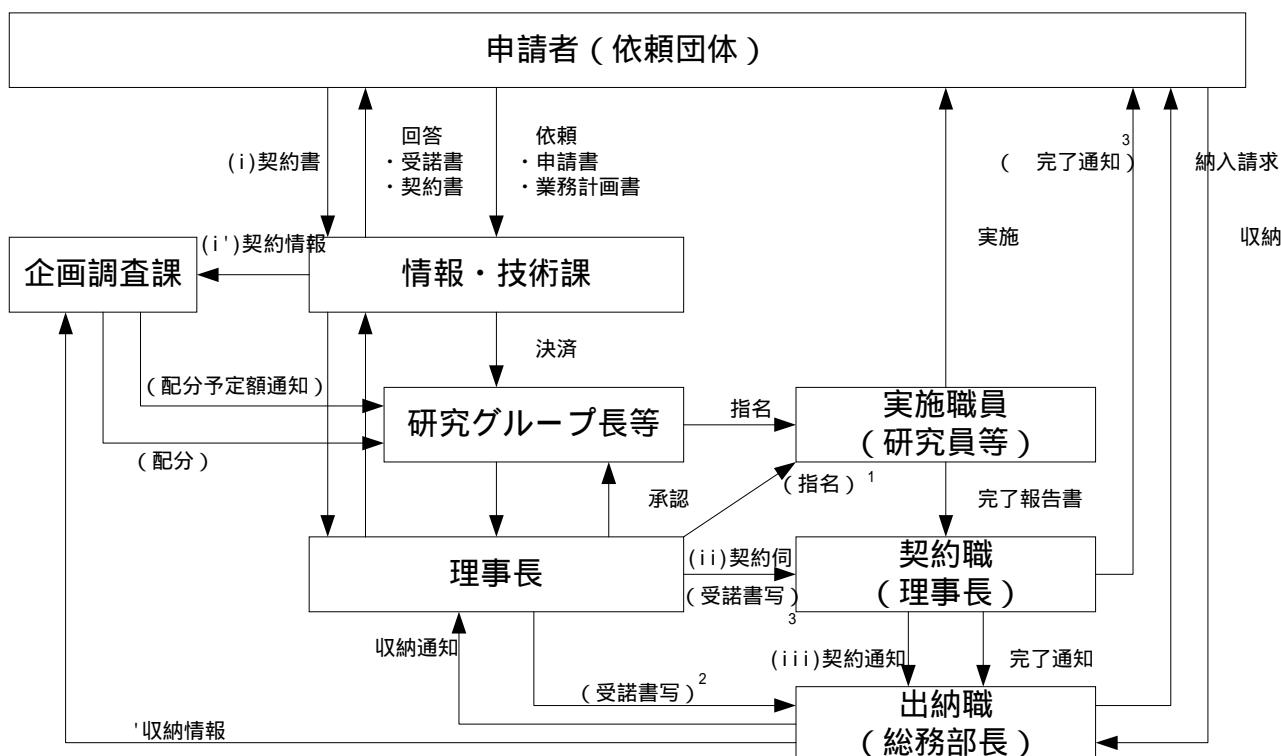 申請者（依頼団体）
(i)契約書
回答
・受諾書
・契約書
依頼
・申請書
・業務計画書
（　完了通知）3
納入請求
実施
収納
(i')契約情報
企画調査課
情報・技術課
決済
（配分予定額通知）
（配分）
研究グループ長等
指名
実施職員
（研究員等）
承認
（指名）1
完了報告書
理事長
(ii)契約伺
（受諾書写）
3
契約職
（理事長）
収納通知
(iii)契約通知
完了通知
（受諾書写）2
出納職
（総務部長）
'収納情報